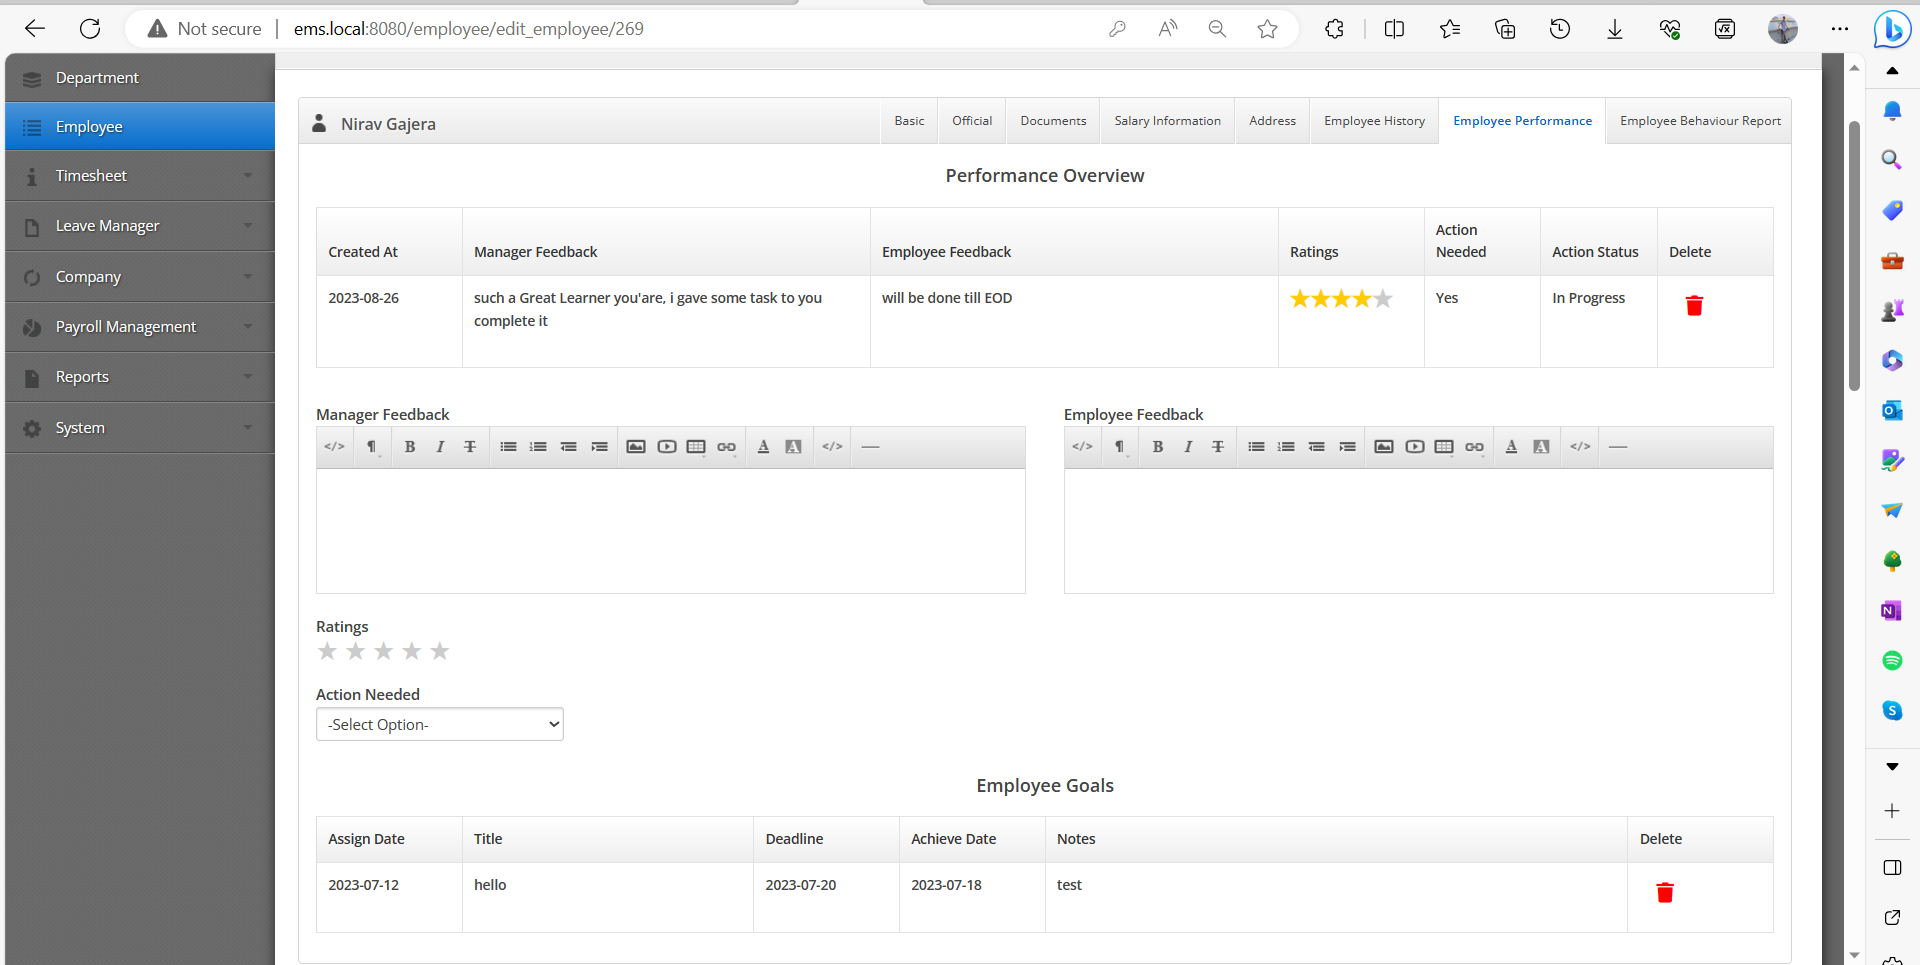 Not secure
ems.local:8080/employee/edit_employee/269
Department
Employee
Timesheet
Leave Manager
Company
Payroll Management
Reports
System
Nirav Gajera
Basic
Official
Documents
Salary Information
Address
Employee History
Employee Performance
Employee Behaviour Report
Performance Overview
Created At
Manager Feedback
Employee Feedback
Ratings
Action
Needed
Action Status
Delete
2023-08-26
such a Great Learner you'are, i gave some task to you
complete it
will be done till EOD
Yes
In Progress
Manager Feedback
Employee Feedback
Ratings
Action Needed
-Select Option-
Employee Goals
Assign Date
Title
Deadline
Achieve Date
Notes
Delete
2023-07-12
hello
2023-07-20
2023-07-18
test